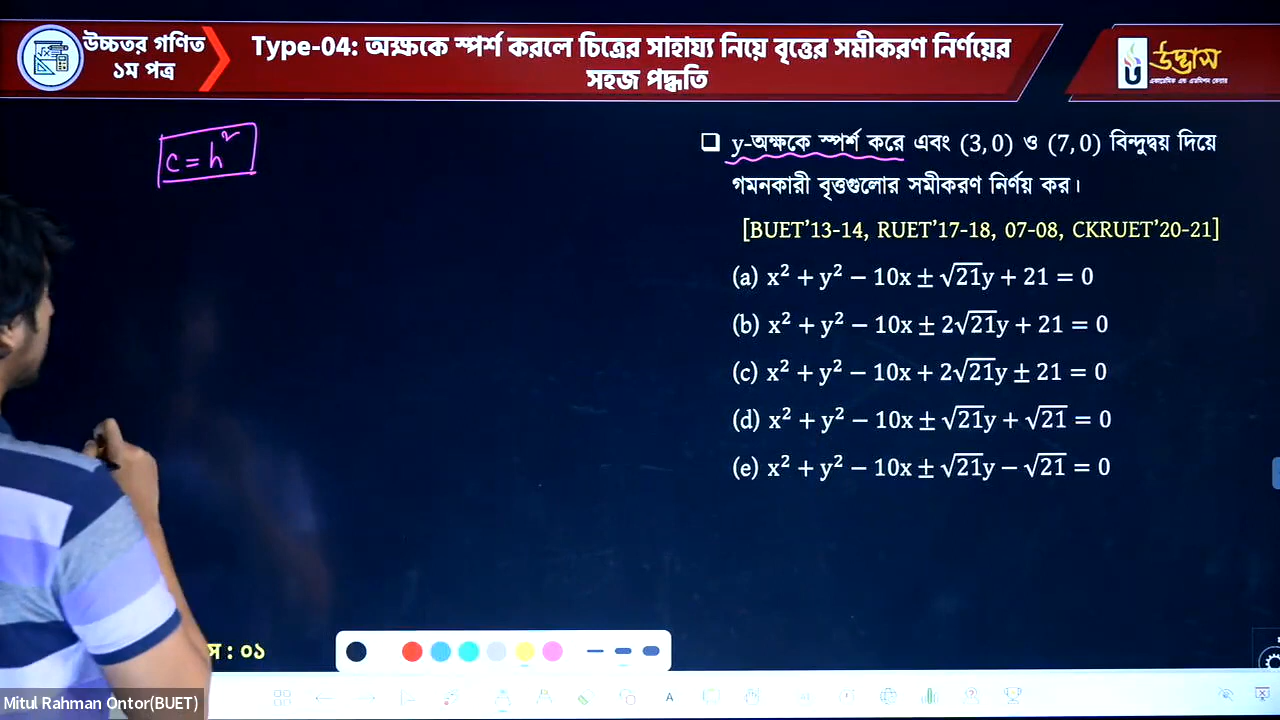 উচ্চতর গণিত
১ম পত্র
Type-04: অক্ষকে স্পর্শ করলে চিত্রের সাহায্য নিয়ে বৃত্তের সমীকরণ নির্ণয়ের
সহজ পদ্ধতি
উদ্ভাস
একাডেমিক এন্ড এডমিশন কেয়ার
c = h²
❑ y-অক্ষকে স্পর্শ করে এবং (3, 0) ও (7, 0) বিন্দুদ্বয় দিয়ে
গমনকারী বৃত্তগুলোর সমীকরণ নির্ণয় কর।
[BUET’13-14, RUET’17-18, 07-08, CKRUET’20-21]
(a) x² + y² − 10x ± √21y + 21 = 0
(b) x² + y² − 10x ± 2√21y + 21 = 0
(c) x² + y² − 10x + 2√21y ± 21 = 0
(d) x² + y² − 10x ± √21y + √21 = 0
(e) x² + y² − 10x ± √21y − √21 = 0
: ০১
A
Mitul Rahman Ontor(BUET)